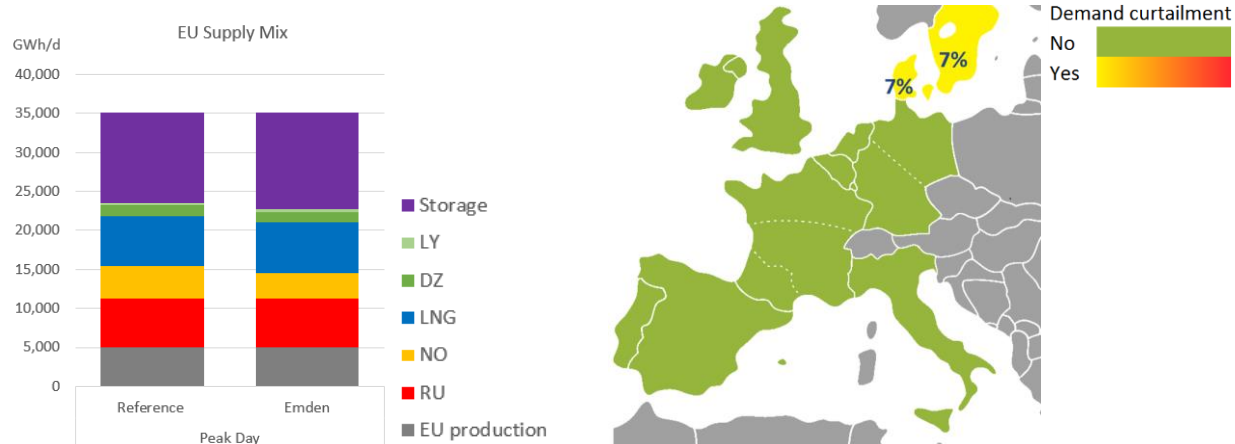 EU Supply Mix
GWh/d
40,000
35,000
30,000
25,000
20,000
15,000
10,000
5,000
0
Reference
Emden
Peak Day
Storage
LY
DZ
LNG
NO
RU
EU production
7%
7%
Demand curtailment
No
Yes